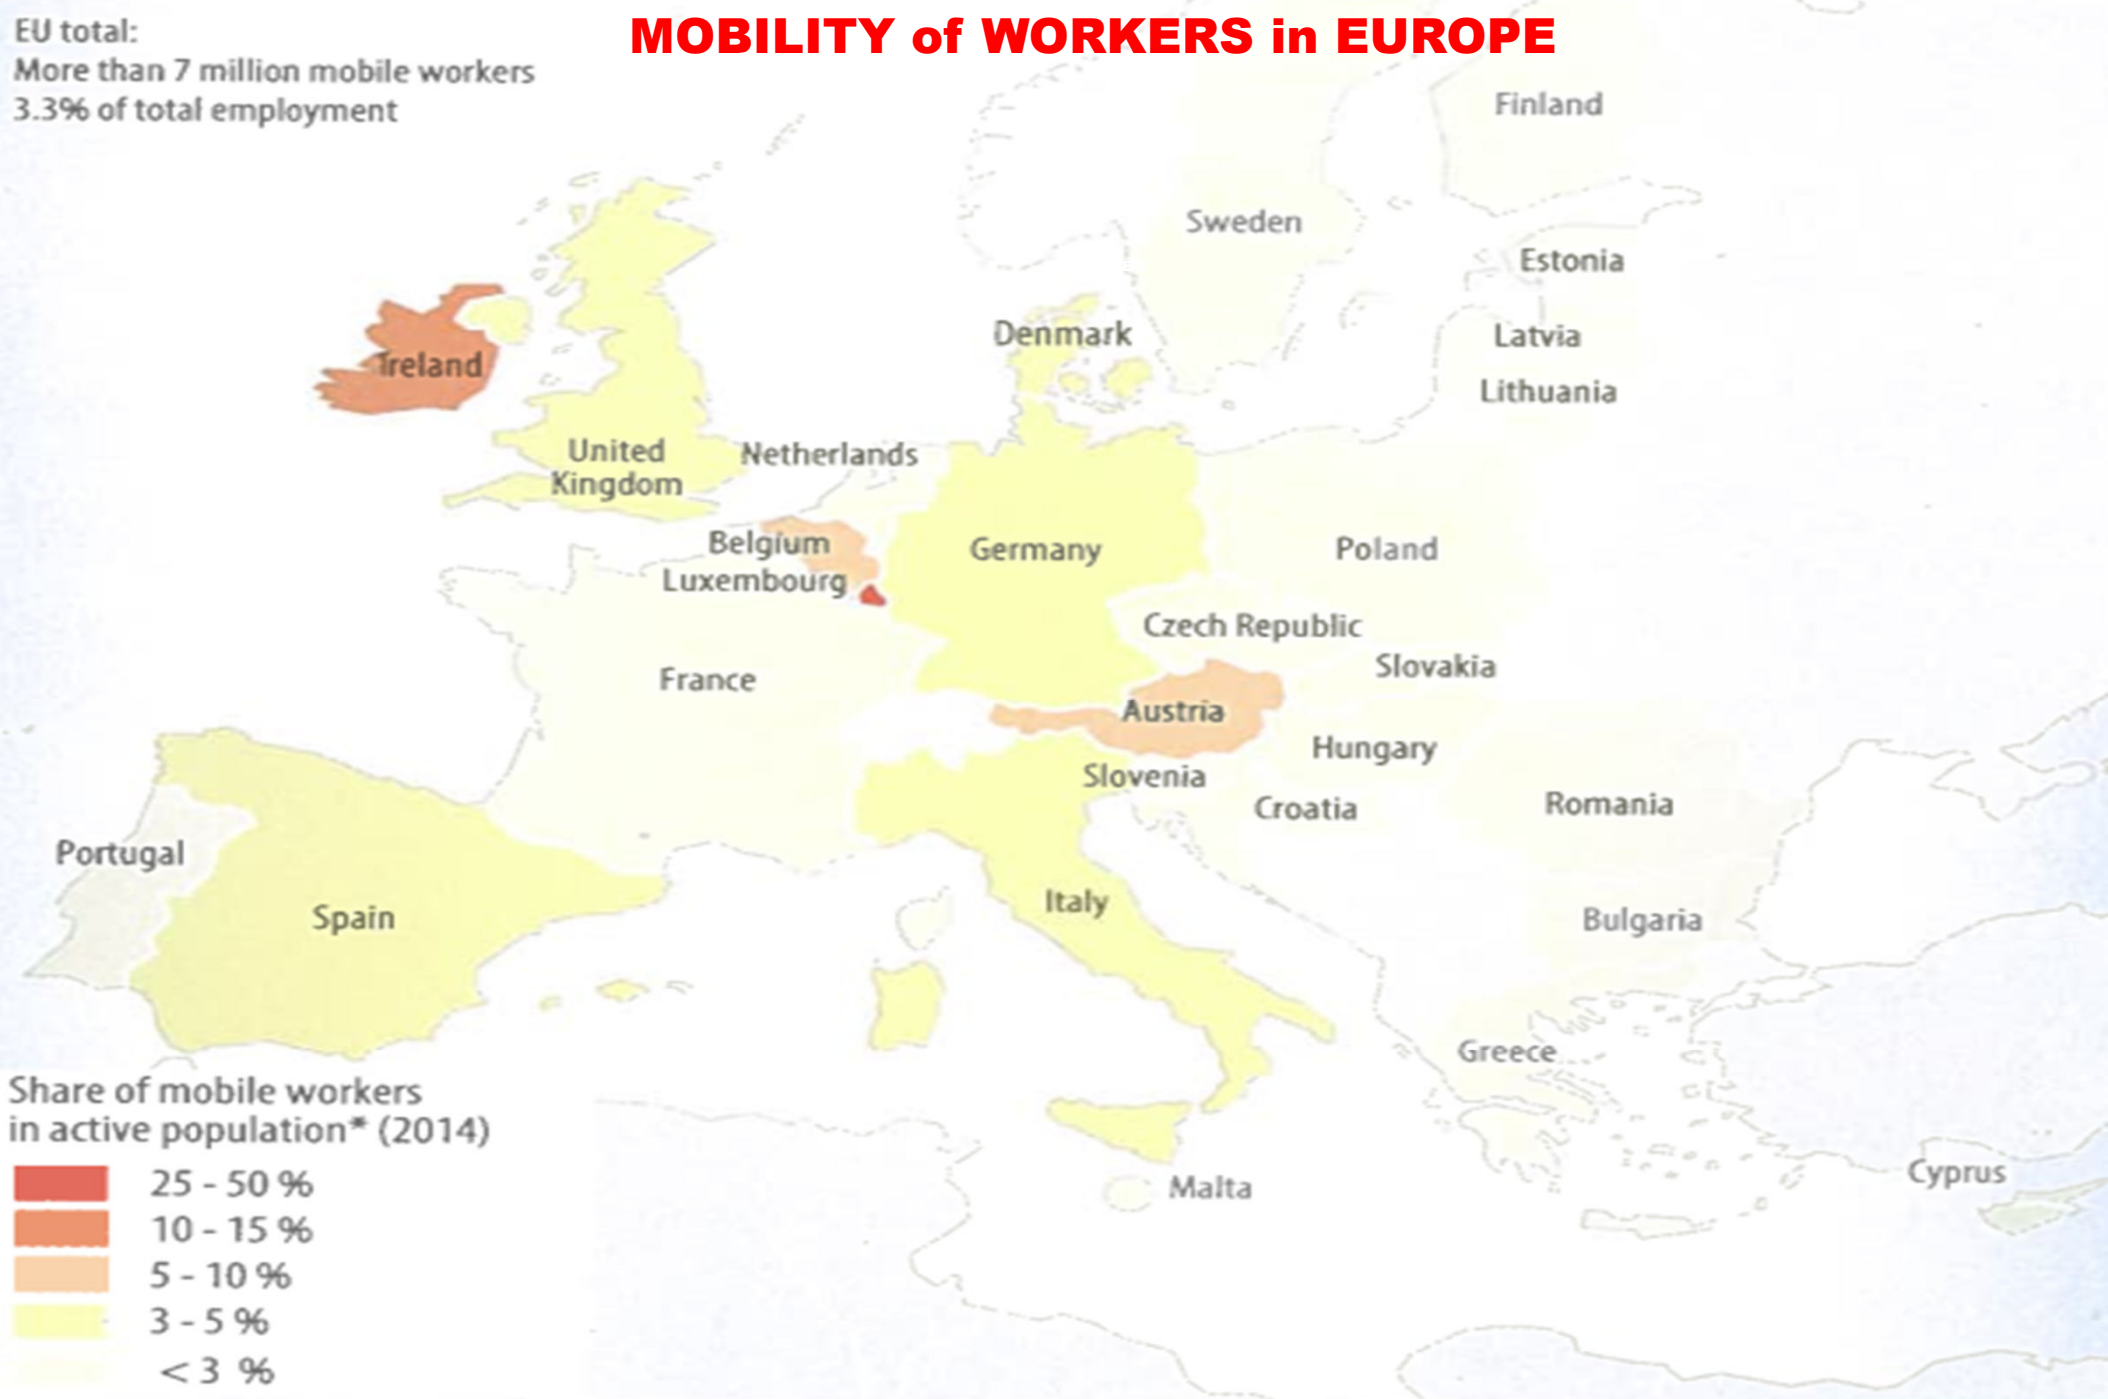 MOBILITY of WORKERS in EUROPE
EU total:
More than 7 million mobile workers
3.3% of total employment
Finland
Sweden
Estonia
Denmark
Latvia
Ireland
Lithuania
United
Kingdom
Netherlands
Belgium
Luxembourg
Germany
Poland
Czech Republic
Slovakia
France
Austria
Hungary
Slovenia
Croatia
Romania
Portugal
Spain
Italy
Bulgaria
Greece
Malta
Cyprus
Share of mobile workers
in active population* (2014)
25 - 50 %
10 - 15 %
5 - 10 %
3 - 5 %
< 3 %